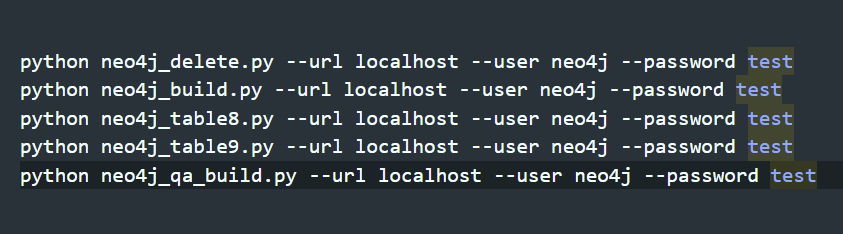 python neo4j_delete.py --url localhost --user neo4j --password test
python neo4j_build.py --url localhost --user neo4j --password test
python neo4j_table8.py --url localhost --user neo4j --password test
python neo4j_table9.py --url localhost --user neo4j --password test
python neo4j_qa_build.py --url localhost --user neo4j --password test